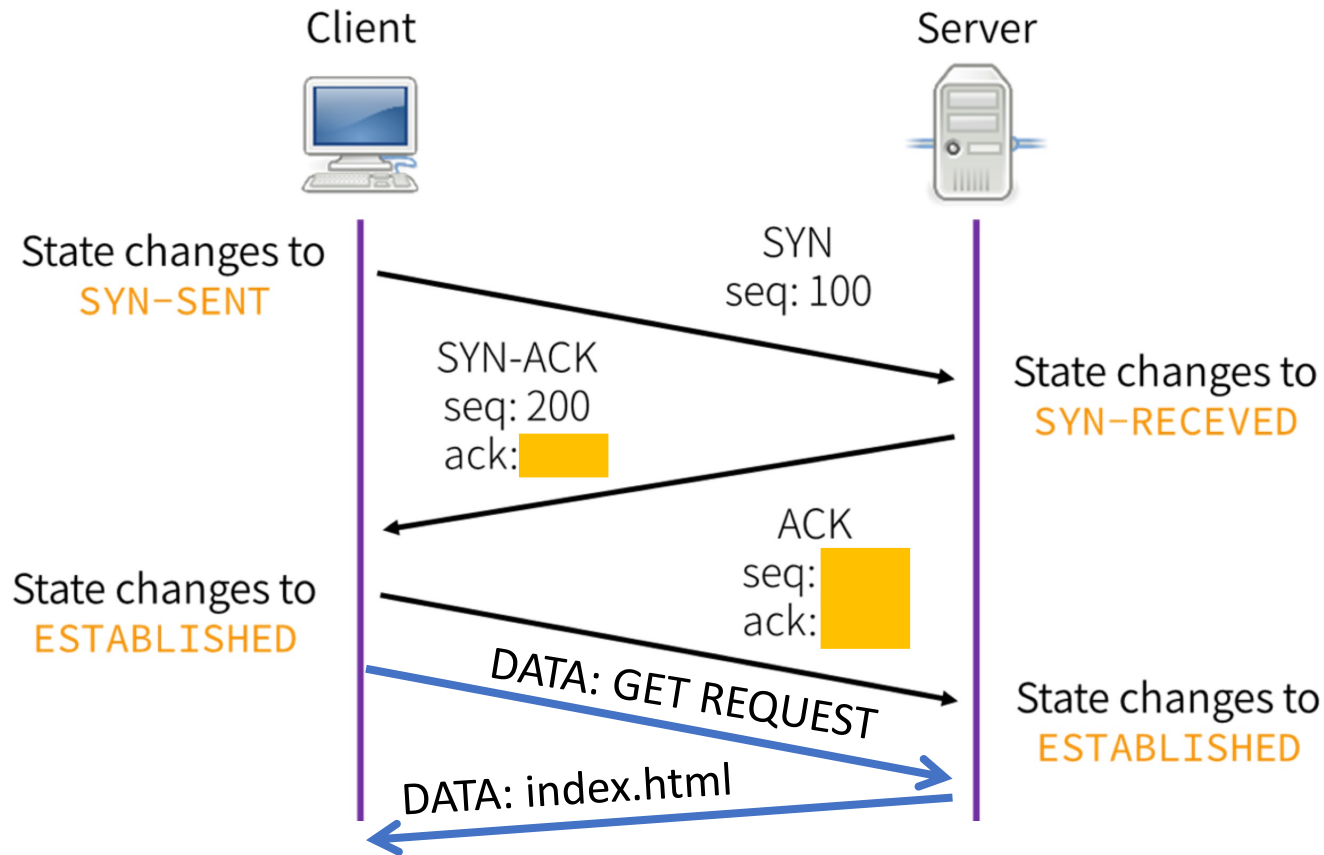 Client
Server
State changes to
SYN-SENT
SYN
seq: 100
SYN-ACK
seq: 200
ack:
State changes to
SYN-RECEVED
ACK
seq:
ack:
State changes to
ESTABLISHED
DATA: GET REQUEST
State changes to
ESTABLISHED
DATA: index.html